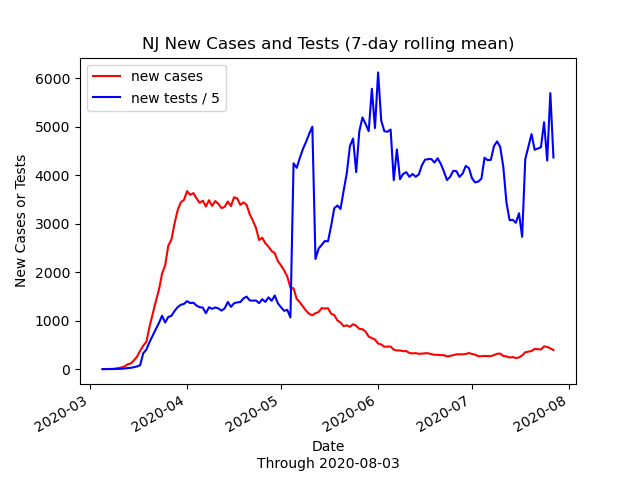 NJ New Cases and Tests (7-day rolling mean)
new cases
new tests / 5
6000
5000
4000
3000
2000
1000
0
New Cases or Tests
2020-03
2020-04
2020-05
2020-06
2020-07
2020-08
Date
Through 2020-08-03